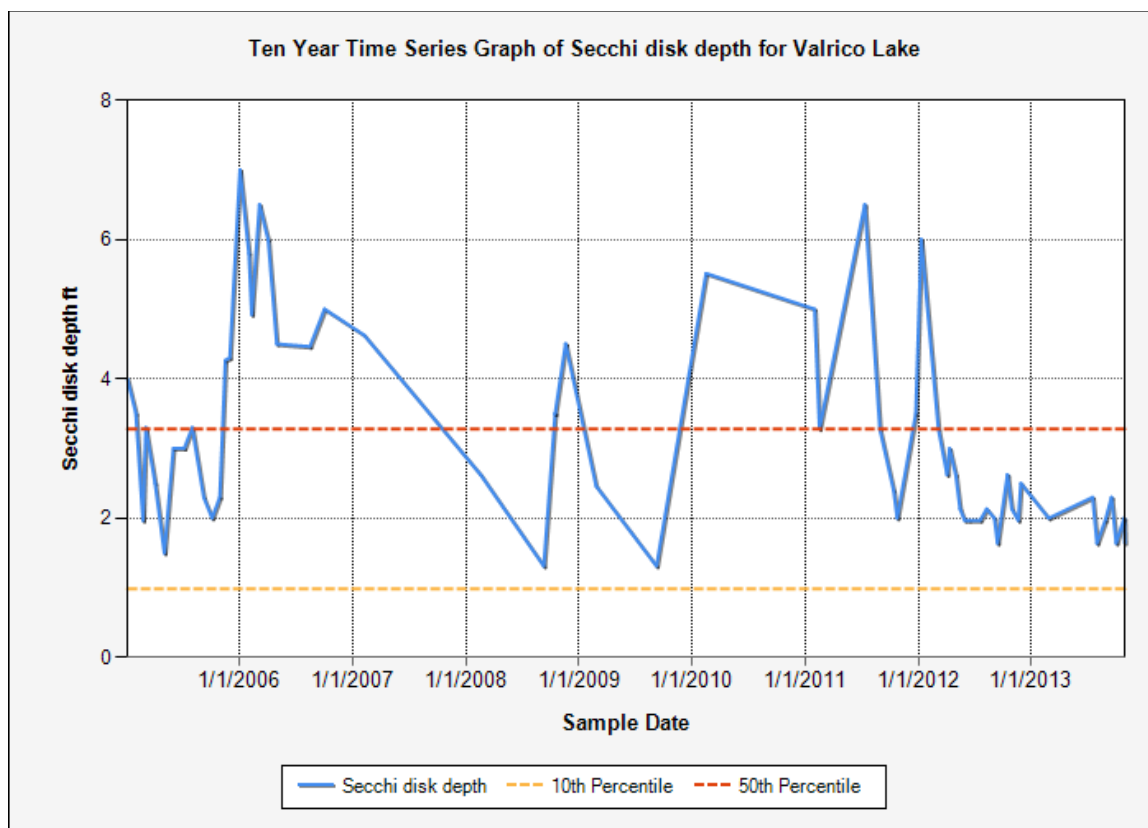 Ten Year Time Series Graph of Secchi disk depth for Valrico Lake
8
6
4
2
0
Secchi disk depth ft
1/1/2006 1/1/2007 1/1/2008 1/1/2009 1/1/2010 1/1/2011 1/1/2012 1/1/2013
Sample Date
Secchi disk depth 10th Percentile 50th Percentile